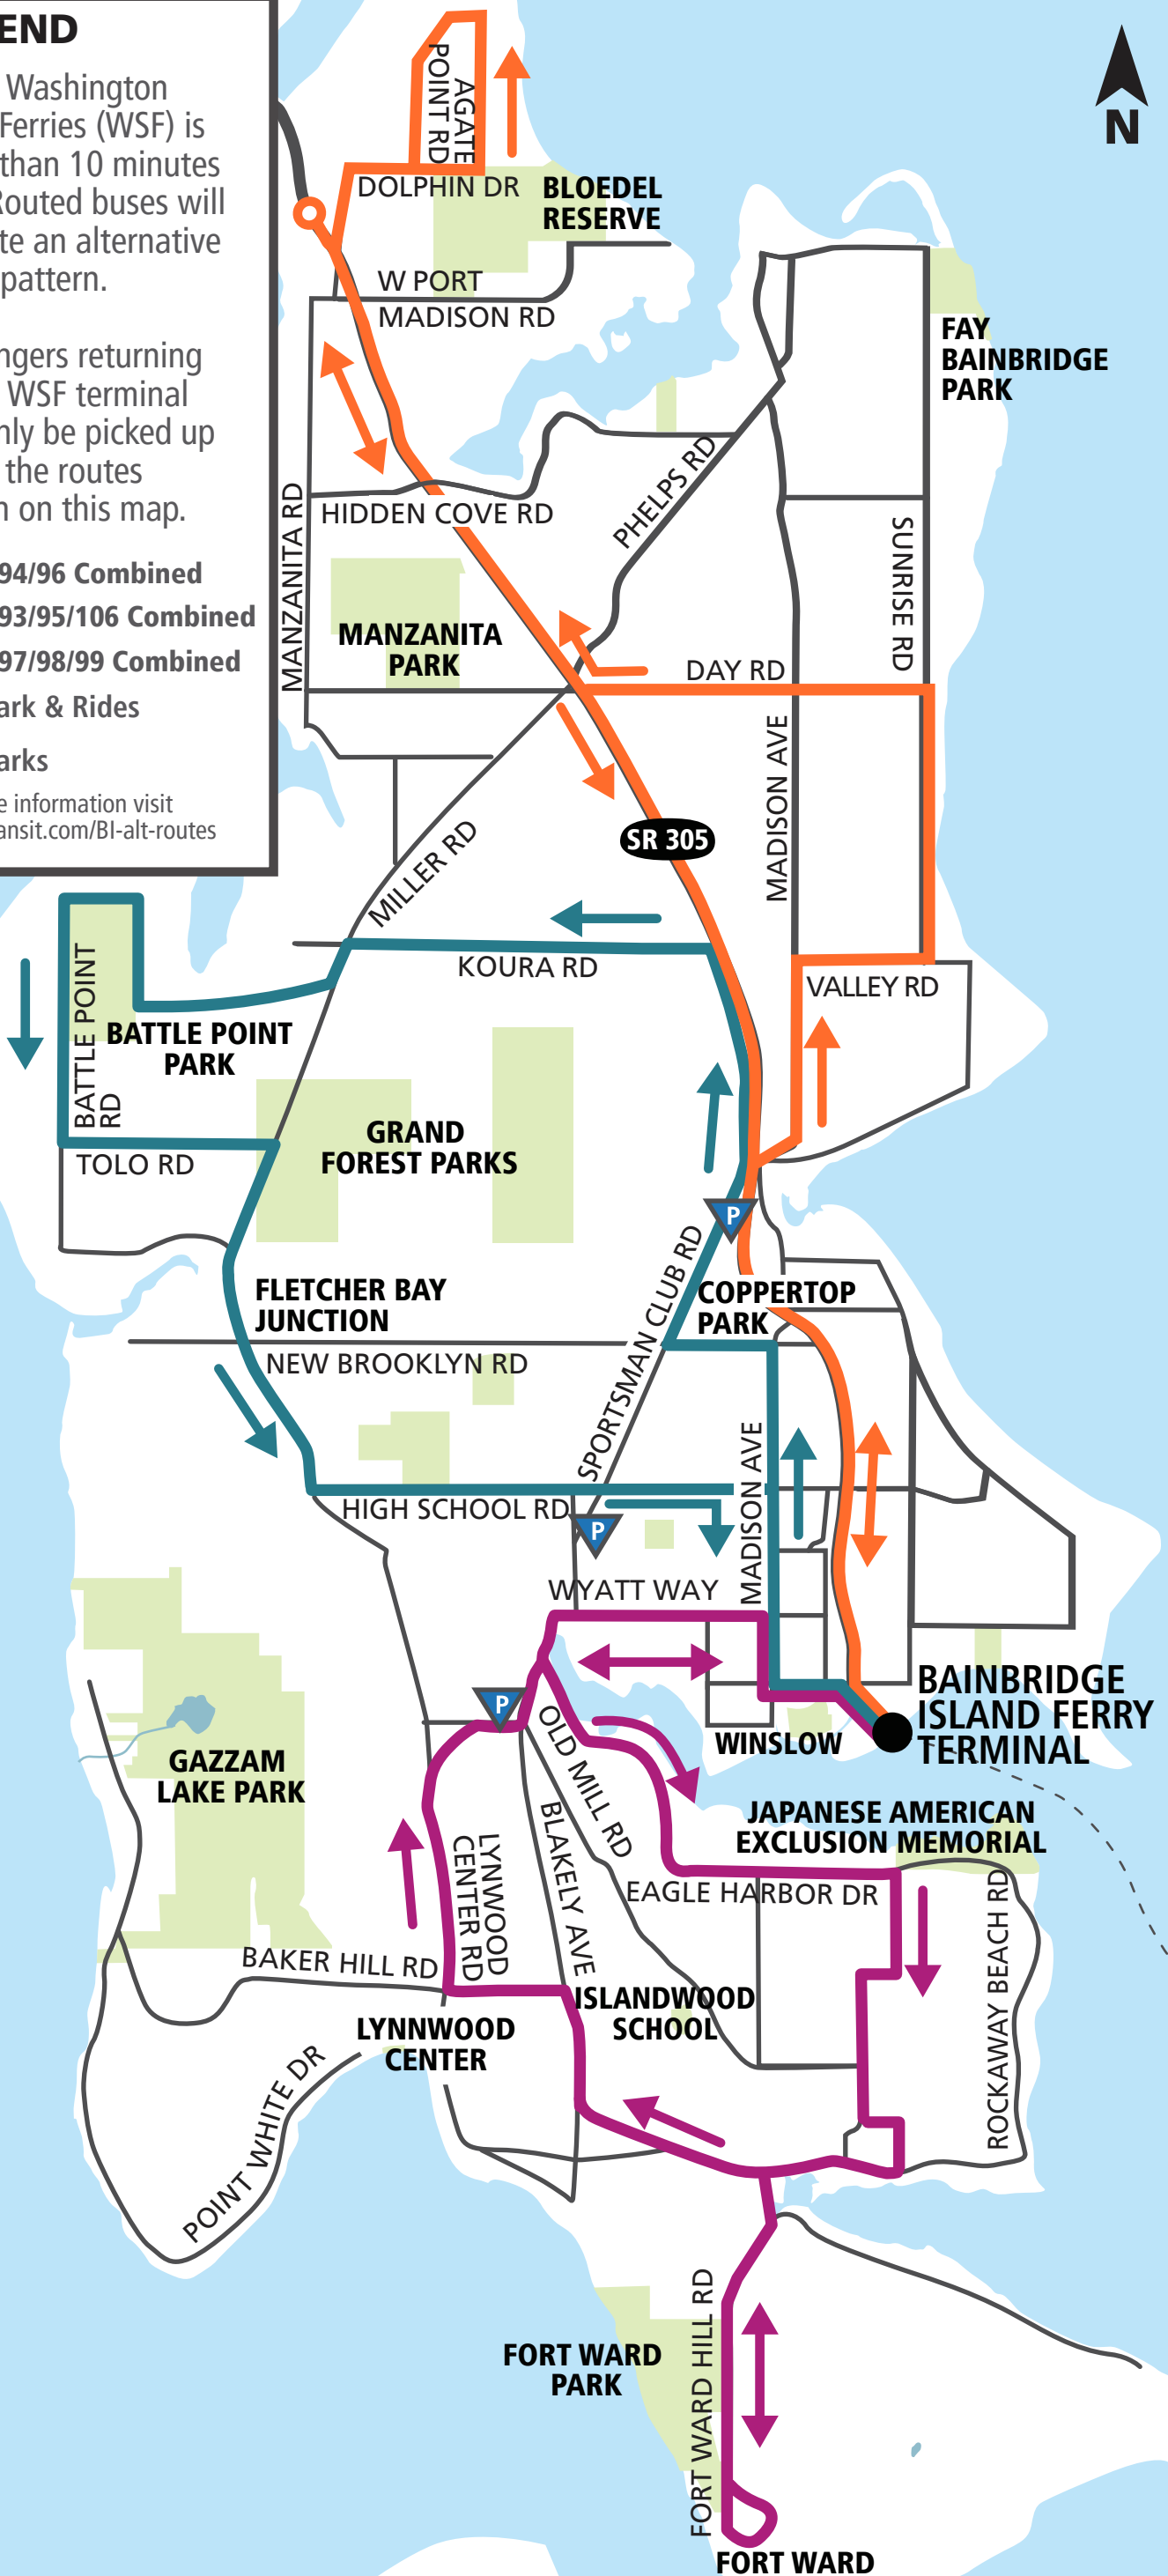 END
Washington
Ferries (WSF) is
than 10 minutes
Routed buses will
te an alternative
pattern.
ngers returning
WSF terminal
nly be picked up
the routes
n on this map.
94/96 Combined
93/95/106 Combined
97/98/99 Combined
ark & Rides
arks
e information visit
ansit.com/BI-alt-routes
N
AGATE
POINT RD
DOLPHIN DR
BLOEDEL
RESERVE
W PORT
MADISON RD
FAY
BAINBRIDGE
PARK
MANZANITA RD
HIDDEN COVE RD
PHELPS RD
SUNRISE RD
MANZANITA
PARK
DAY RD
MADISON AVE
SR 305
MILLER RD
KOURA RD
VALLEY RD
BATTLE POINT
RD
BATTLE POINT
PARK
GRAND
FOREST PARKS
TOLO RD
P
SPORTSMAN CLUB RD
FLETCHER BAY
JUNCTION
COPPERTOP
PARK
NEW BROOKLYN RD
MADISON AVE
HIGH SCHOOL RD
P
WYATT WAY
BAINBRIDGE
ISLAND FERRY
TERMINAL
P
OLD MILL RD
WINSLOW
GAZZAM
LAKE PARK
JAPANESE AMERICAN
EXCLUSION MEMORIAL
LYNWOOD
CENTER RD
BLAKELY AVE
EAGLE HARBOR DR
ROCKAWAY BEACH RD
BAKER HILL RD
ISLANDWOOD
SCHOOL
LYNNWOOD
CENTER
POINT WHITE DR
FORT WARD HILL RD
FORT WARD
PARK
FORT WARD